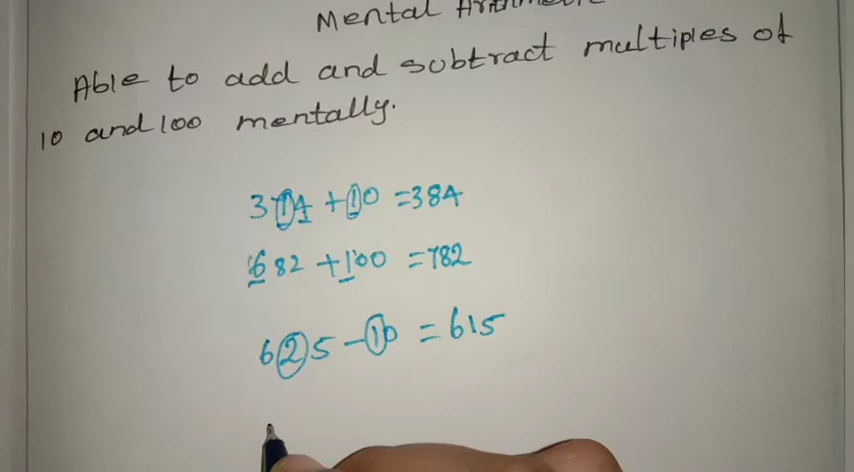 Mental Arithmetic
Able to add and subtract multiples of
10 and 100 mentally.
374 + 10 = 384
682 + 100 = 782
625 - 10 = 615